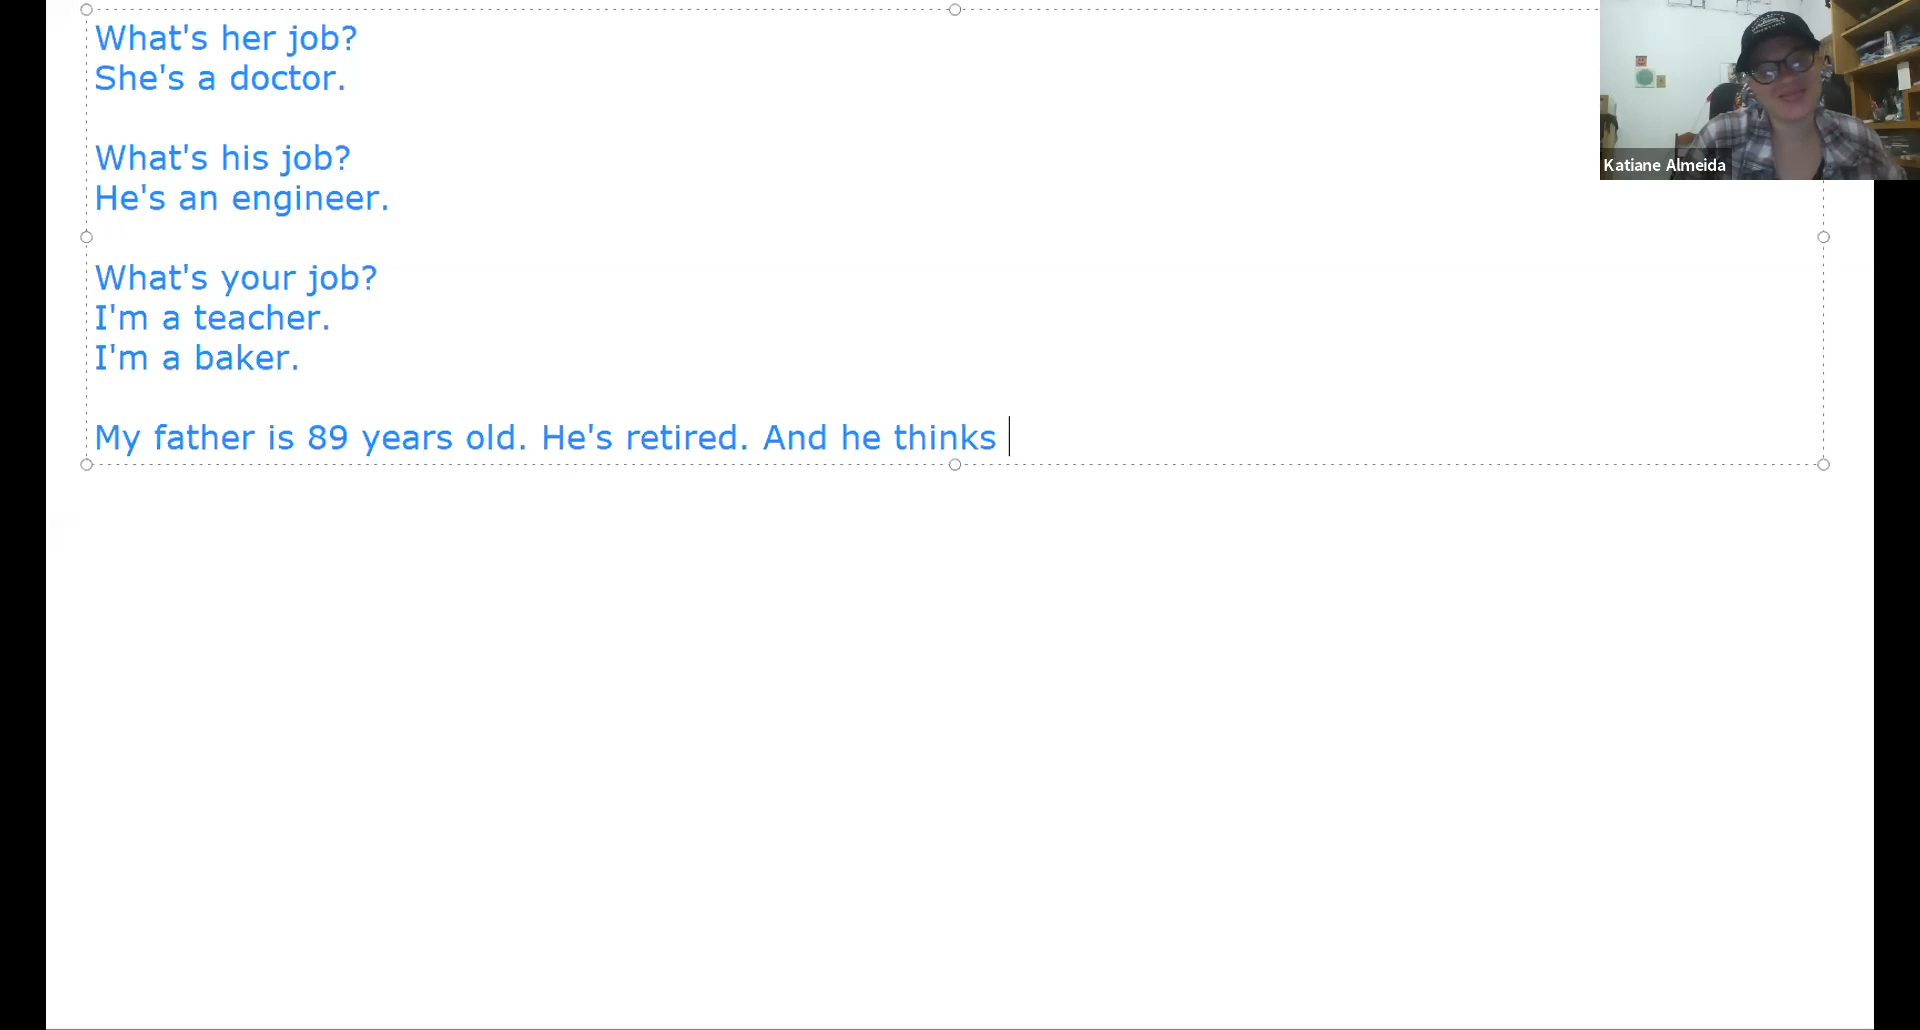 What's her job?
She's a doctor.
What's his job?
He's an engineer.
What's your job?
I'm a teacher.
I'm a baker.
My father is 89 years old. He's retired. And he thinks
Katiane Almeida